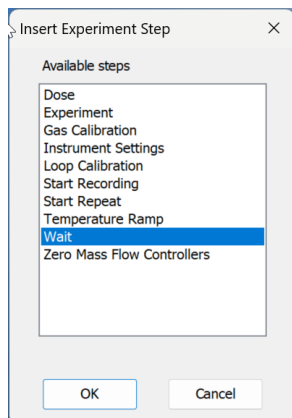 Insert Experiment Step
Available steps
Dose
Experiment
Gas Calibration
Instrument Settings
Loop Calibration
Start Recording
Start Repeat
Temperature Ramp
Wait
Zero Mass Flow Controllers
OK
Cancel